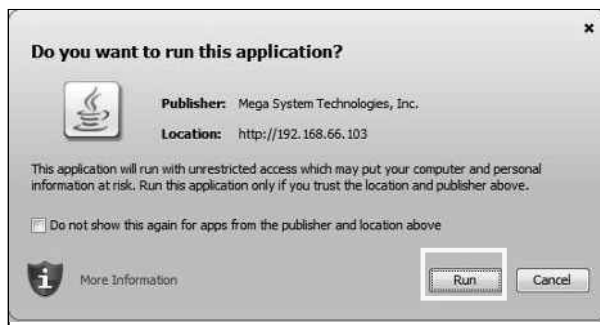 Do you want to run this application?
Publisher: Mega System Technologies, Inc.
Location: http://192.168.66.103
This application will run with unrestricted access which may put your computer and personal
information at risk. Run this application only if you trust the location and publisher above.
Do not show this again for apps from the publisher and location above
More Information
Run
Cancel